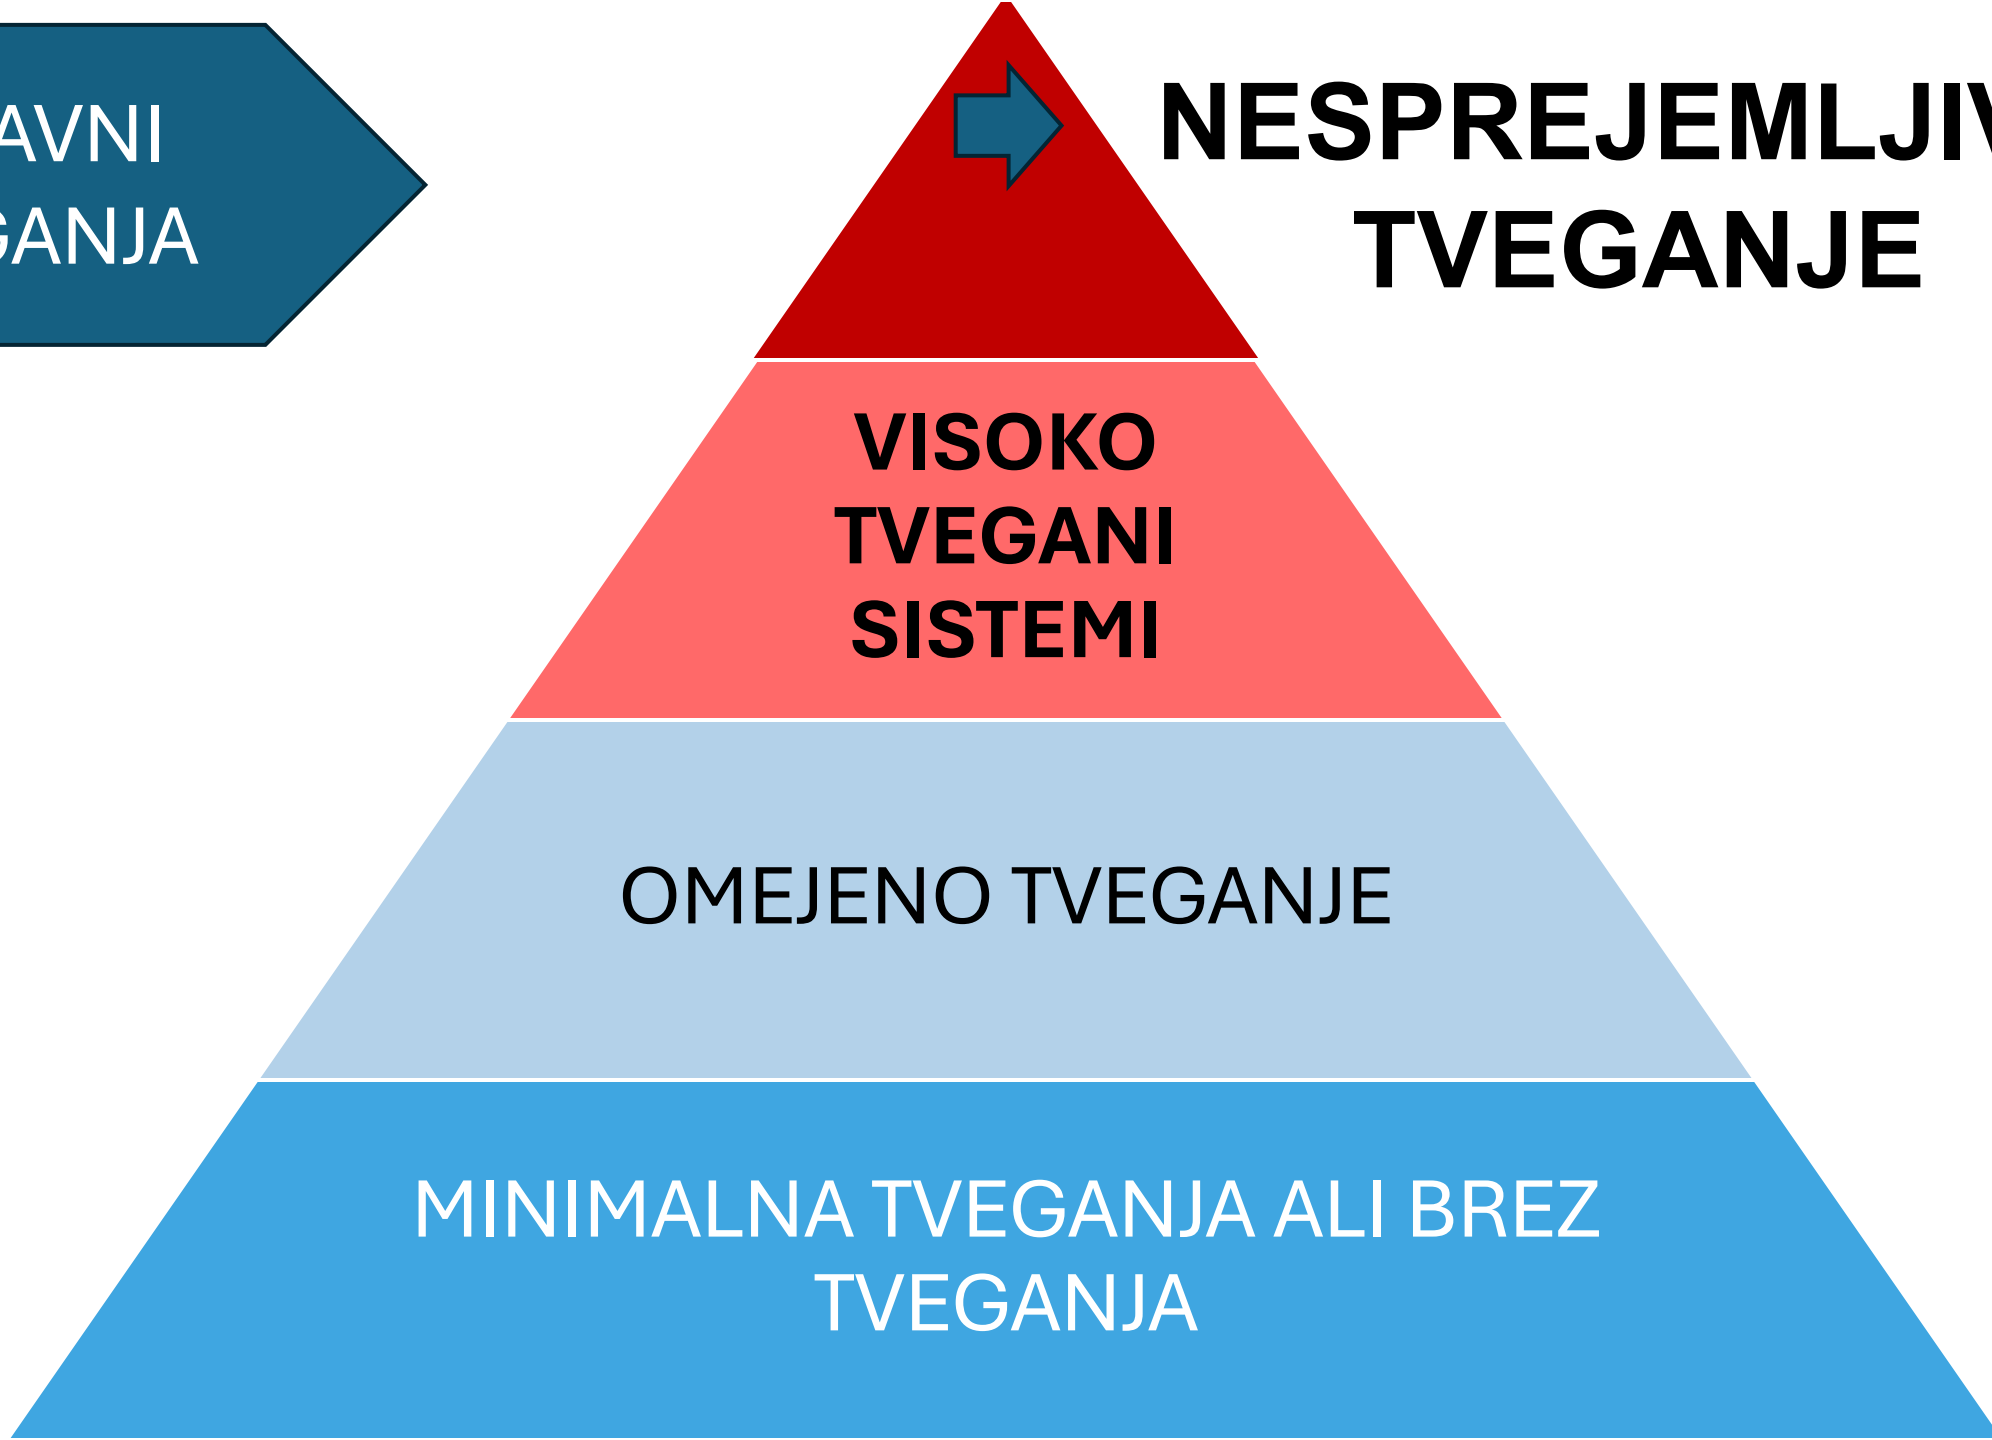 AVNI
GANJA
NESPREJEMLJIV
TVEGANJE
VISOKO
TVEGANI
SISTEMI
OMEJENO TVEGANJE
MINIMALNA TVEGANJA ALI BREZ
TVEGANJA